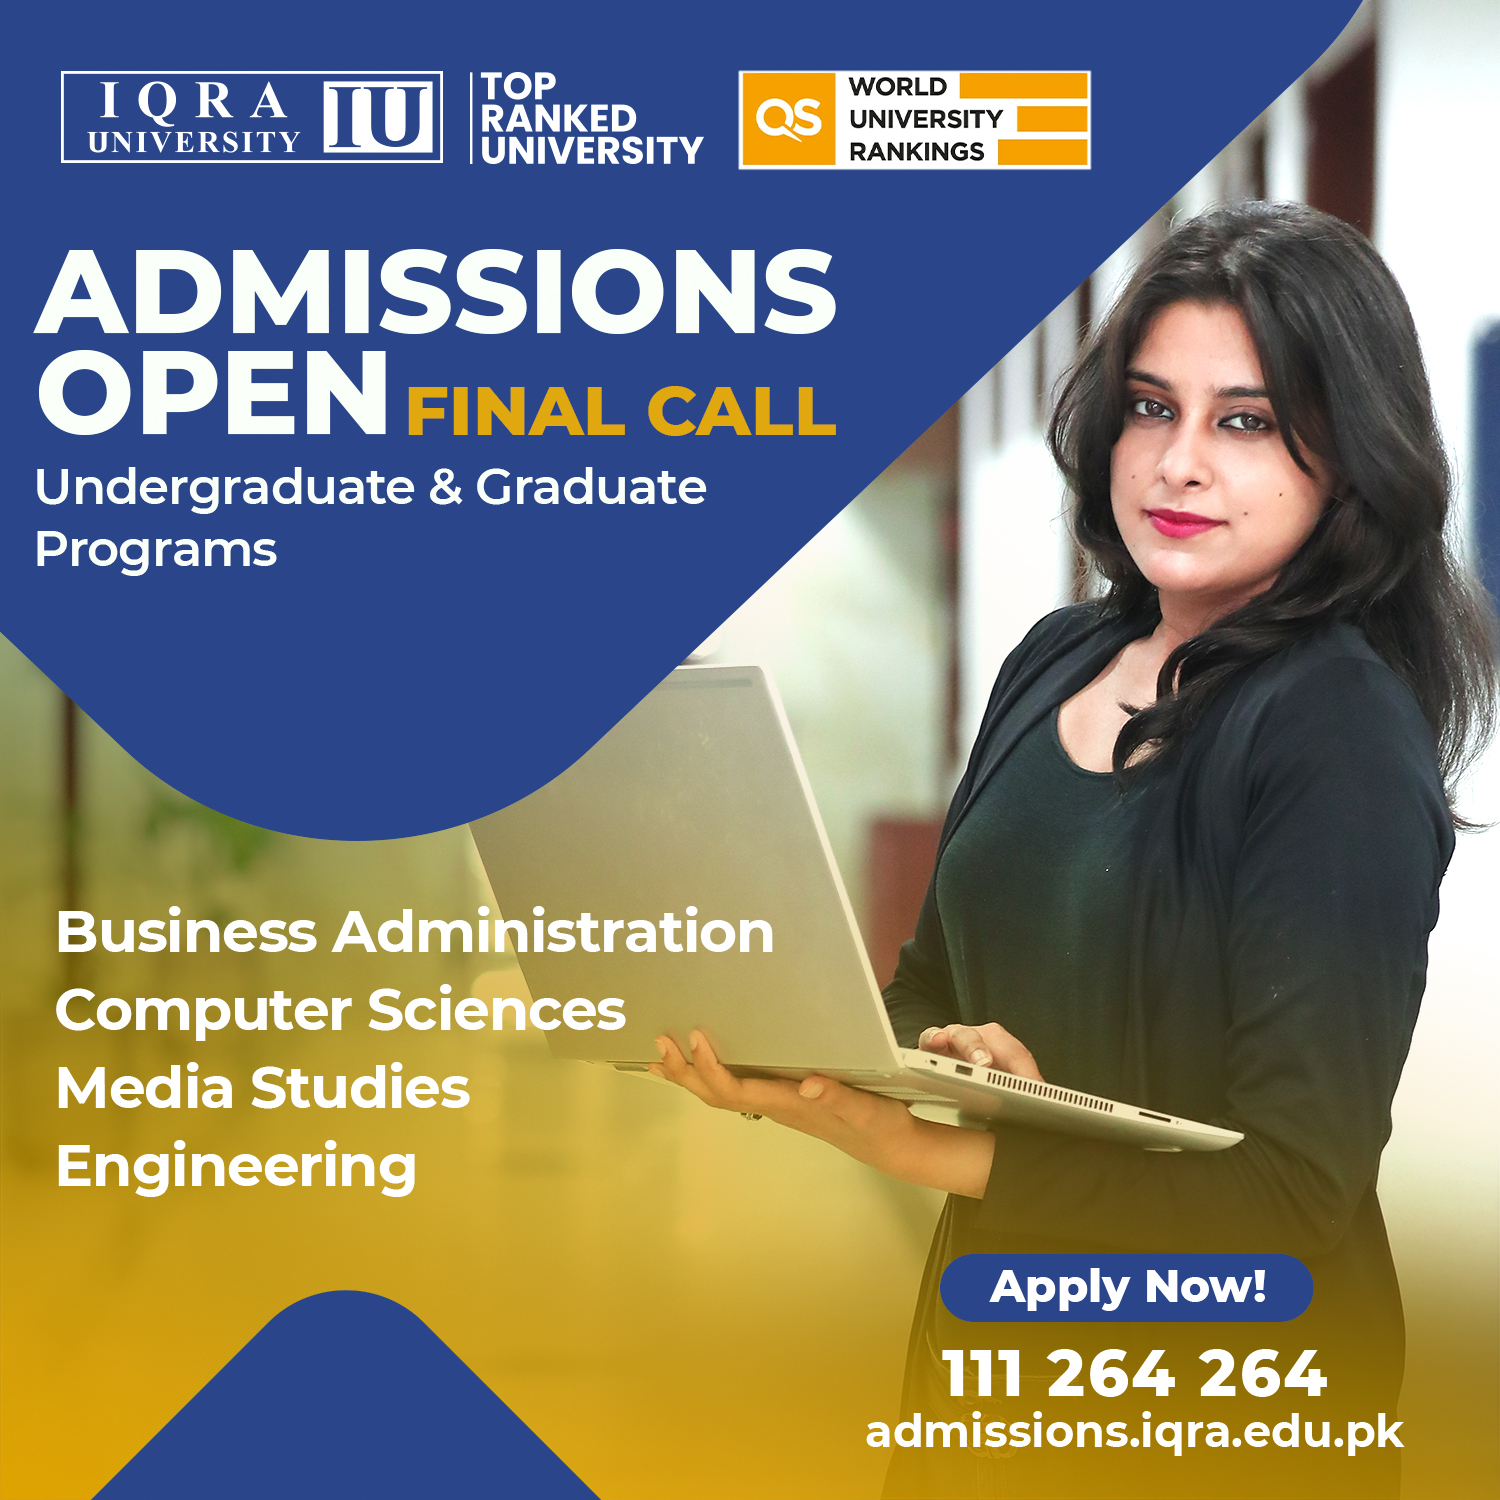 IQRA
UNIVERSITY
IU
TOP
RANKED
UNIVERSITY
QS
WORLD
UNIVERSITY
RANKINGS
ADMISSIONS
OPEN FINAL CALL
Undergraduate & Graduate
Programs
Business Administration
Computer Sciences
Media Studies
Engineering
Apply Now!
111 264 264
admissions.iqra.edu.pk